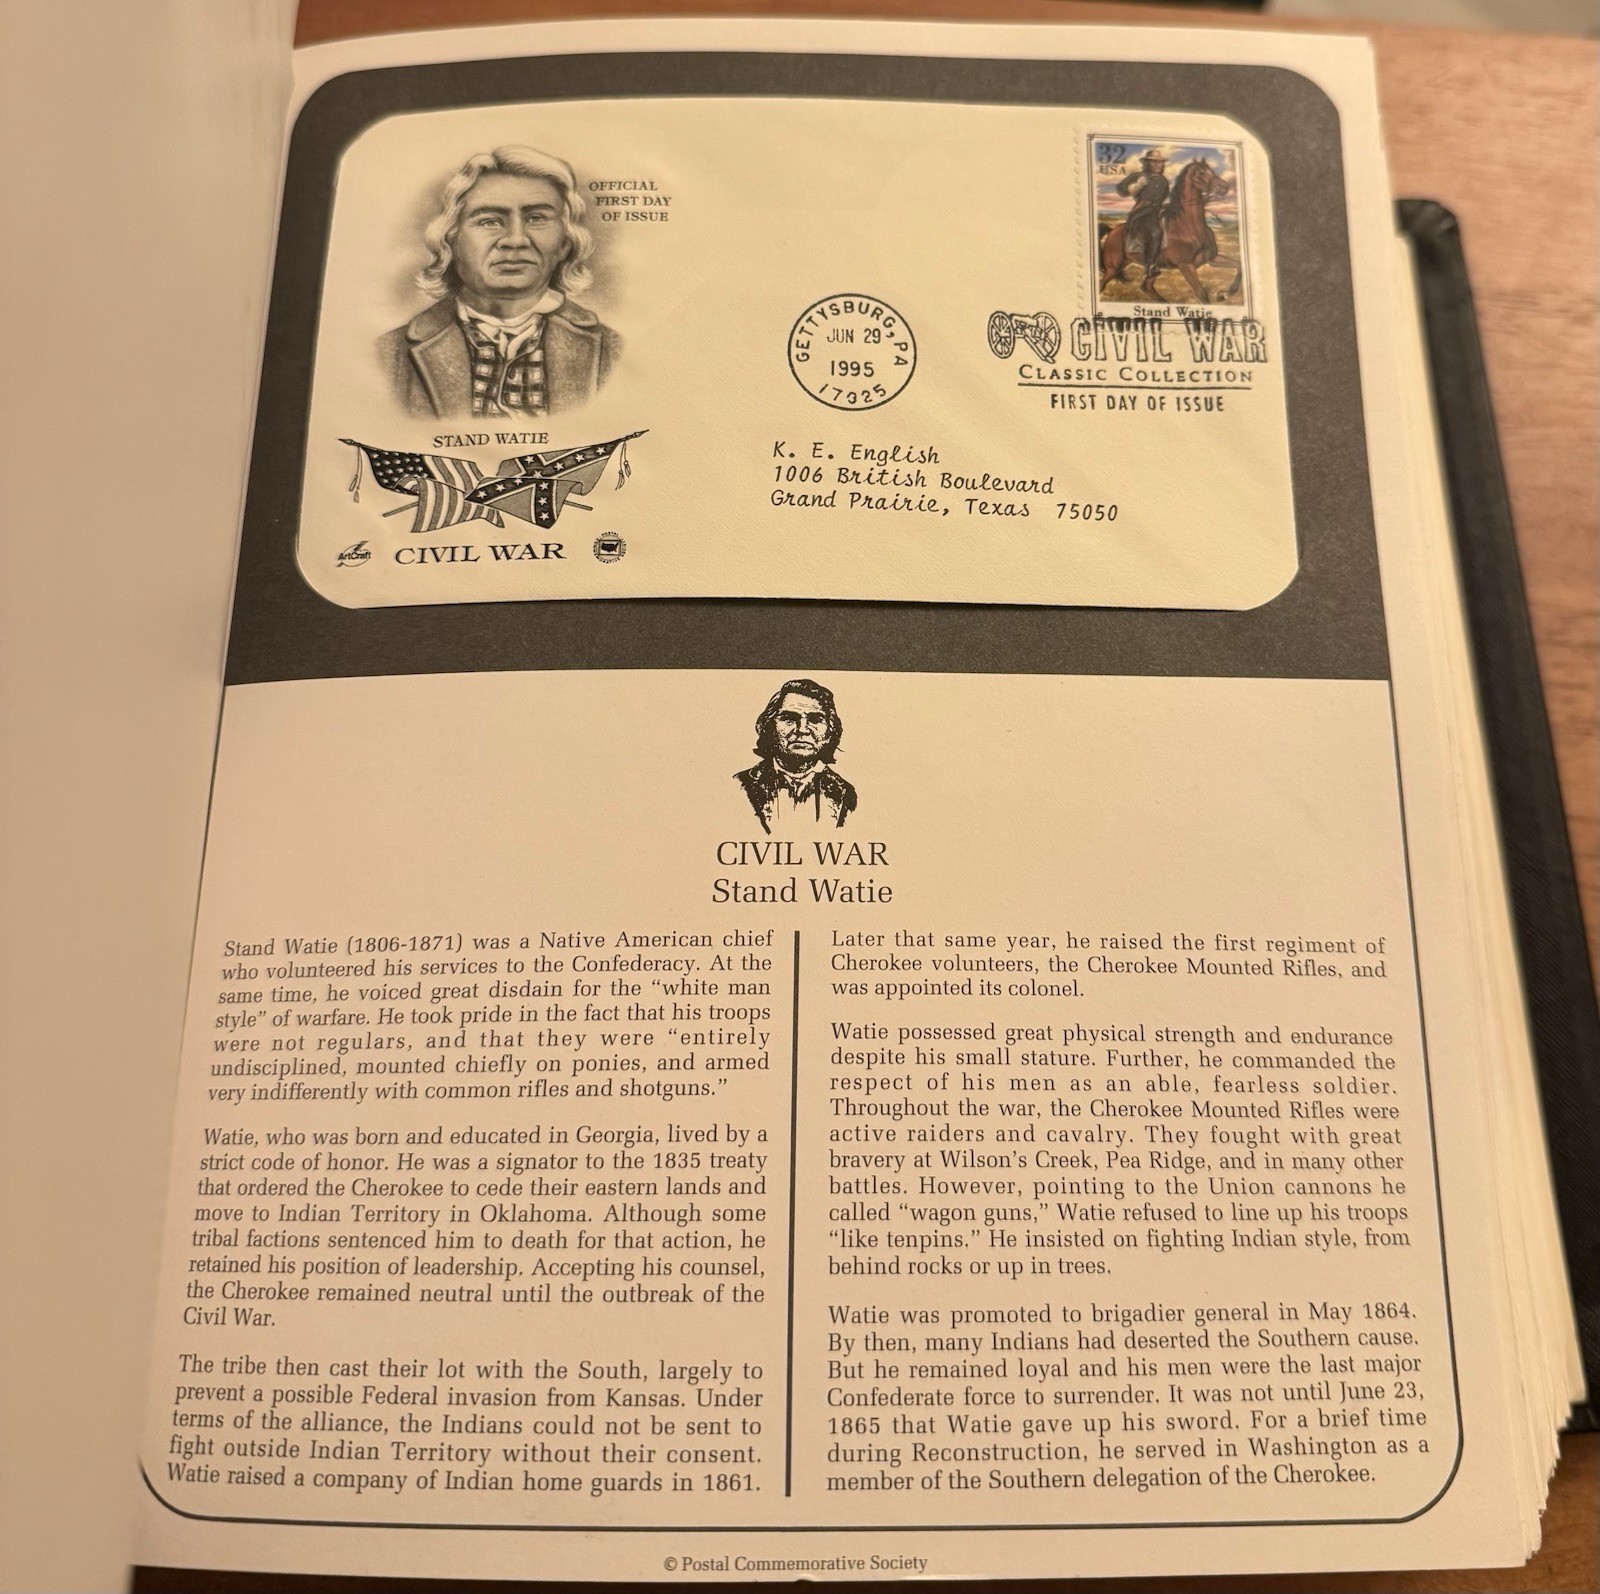 OFFICIAL
FIRST DAY
OF ISSUE
32
USA
Stand Watie
GETTYSBURG, PA
JUN 29
1995
17325
CIVIL WAR
CLASSIC COLLECTION
FIRST DAY OF ISSUE
STAND WATIE
K. E. English
1006 British Boulevard
Grand Prairie, Texas 75050
ArtCraft
CIVIL WAR
CIVIL WAR
Stand Watie
Stand Watie (1806-1871) was a Native American chief
who volunteered his services to the Confederacy. At the
same time, he voiced great disdain for the “white man
style” of warfare. He took pride in the fact that his troops
were not regulars, and that they were “entirely
undisciplined, mounted chiefly on ponies, and armed
very indifferently with common rifles and shotguns.”
Watie, who was born and educated in Georgia, lived by a
strict code of honor. He was a signator to the 1835 treaty
that ordered the Cherokee to cede their eastern lands and
move to Indian Territory in Oklahoma. Although some
tribal factions sentenced him to death for that action, he
retained his position of leadership. Accepting his counsel,
the Cherokee remained neutral until the outbreak of the
Civil War.
The tribe then cast their lot with the South, largely to
prevent a possible Federal invasion from Kansas. Under
terms of the alliance, the Indians could not be sent to
fight outside Indian Territory without their consent.
Watie raised a company of Indian home guards in 1861.
Later that same year, he raised the first regiment of
Cherokee volunteers, the Cherokee Mounted Rifles, and
was appointed its colonel.
Watie possessed great physical strength and endurance
despite his small stature. Further, he commanded the
respect of his men as an able, fearless soldier.
Throughout the war, the Cherokee Mounted Rifles were
active raiders and cavalry. They fought with great
bravery at Wilson’s Creek, Pea Ridge, and in many other
battles. However, pointing to the Union cannons he
called “wagon guns,” Watie refused to line up his troops
“like tenpins.” He insisted on fighting Indian style, from
behind rocks or up in trees.
Watie was promoted to brigadier general in May 1864.
By then, many Indians had deserted the Southern cause.
But he remained loyal and his men were the last major
Confederate force to surrender. It was not until June 23,
1865 that Watie gave up his sword. For a brief time
during Reconstruction, he served in Washington as a
member of the Southern delegation of the Cherokee.
© Postal Commemorative Society